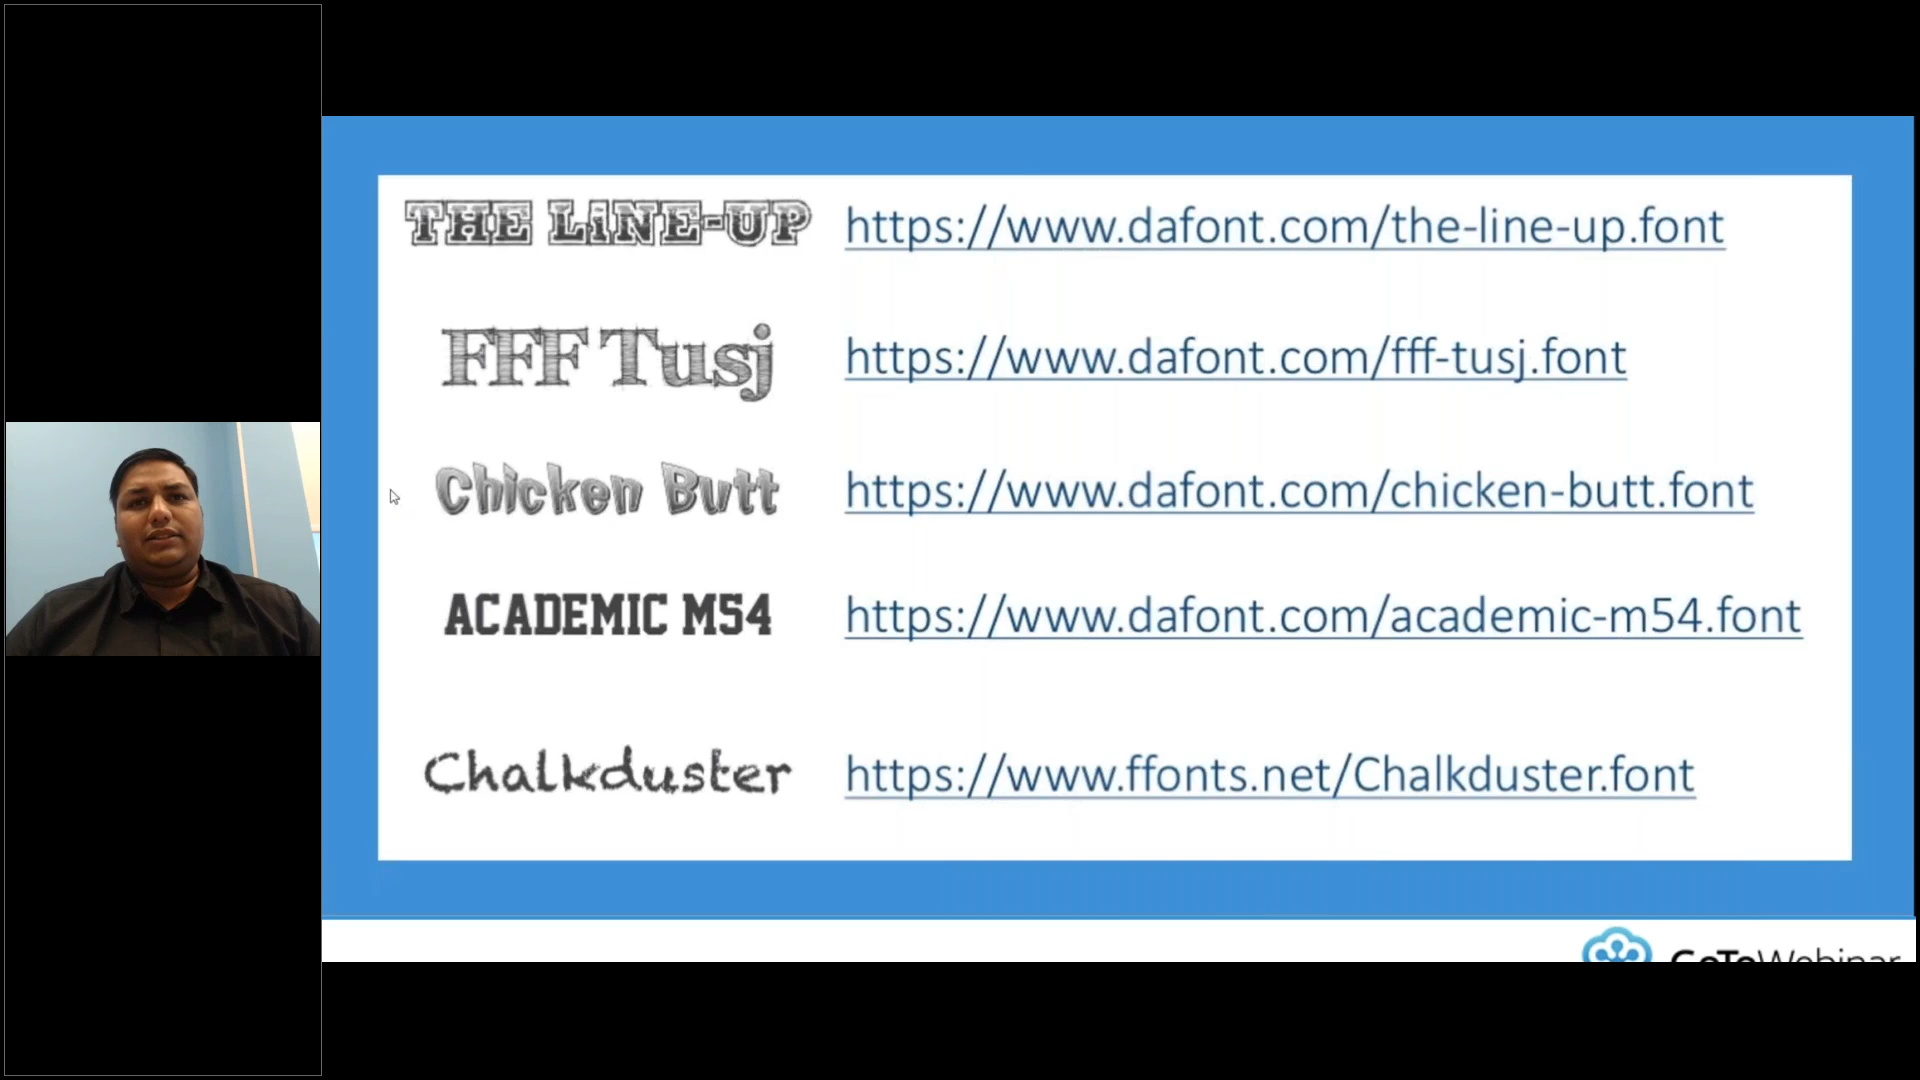 THE LiNE-UP https://www.dafont.com/the-line-up.font
FFF Tusj https://www.dafont.com/fff-tusj.font
Chicken Butt https://www.dafont.com/chicken-butt.font
ACADEMIC M54 https://www.dafont.com/academic-m54.font
Chalkduster https://www.ffonts.net/Chalkduster.font
GoToWebinar